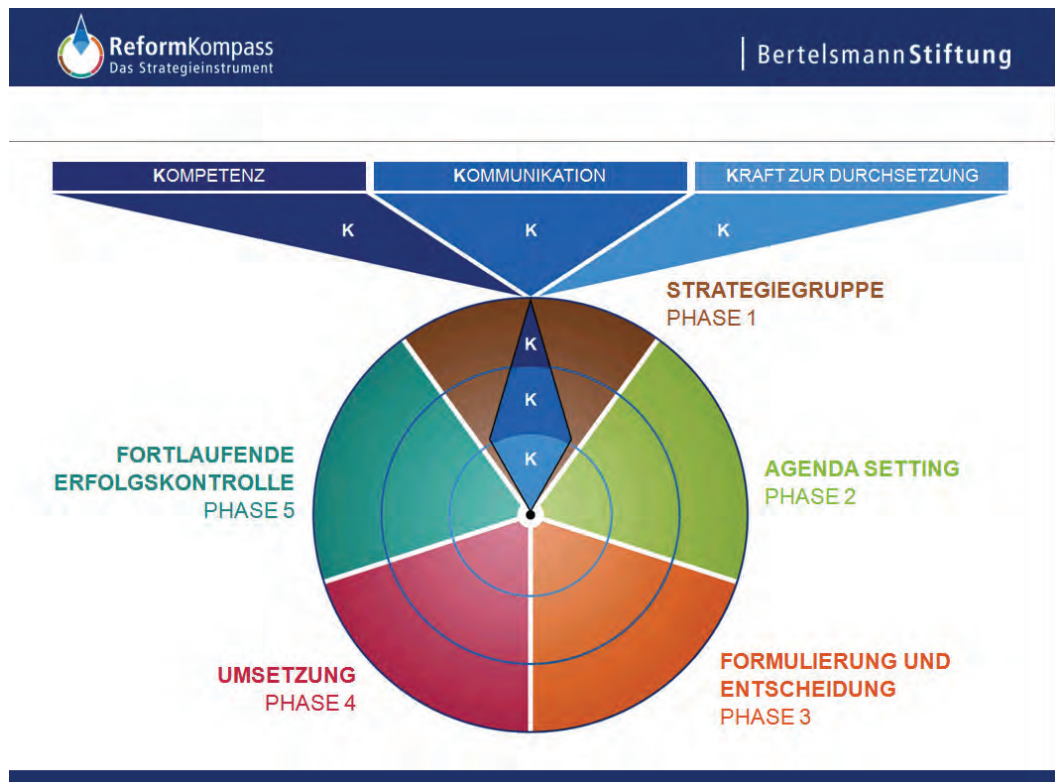 ReformKompass
Das Strategieinstrument
BertelsmannStiftung
KOMPETENZ
KOMMUNIKATION
KRAFT ZUR DURCHSETZUNG
K
K
K
STRATEGIEGRUPPE
PHASE 1
K
K
K
FORTLAUFENDE
ERFOLGSKONTROLLE
PHASE 5
AGENDA SETTING
PHASE 2
UMSETZUNG
PHASE 4
FORMULIERUNG UND
ENTSCHEIDUNG
PHASE 3